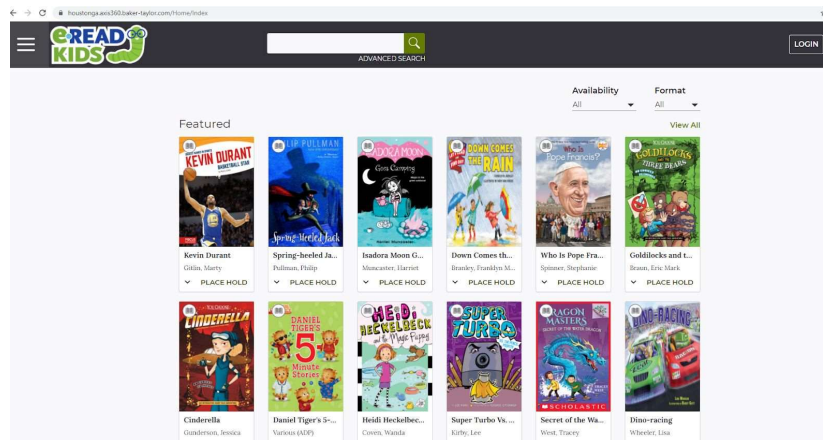 houstonga.axis360.baker-taylor.com/Home/Index
eREAD
KIDS
ADVANCED SEARCH
LOGIN
Availability
Format
All
All
Featured
View All
KEVIN DURANT
BASKETBALL STAR
LIP PULLMAN
Spring-Heeled Jack
ISADORA MOON
Goes Camping
Harriet Muncaster
DOWN COMES
THE RAIN
Who Is
Pope Francis?
GOLDILOCKS
THREE BEARS
Kevin Durant
Spring-heeled Ja...
Isadora Moon G...
Down Comes th...
Who Is Pope Fra...
Goldilocks and t...
Gitlin, Marty
Pullman, Philip
Muncaster, Harriet
Branley, Franklyn M...
Spinner, Stephanie
Braun, Eric Mark
PLACE HOLD
PLACE HOLD
PLACE HOLD
PLACE HOLD
PLACE HOLD
PLACE HOLD
CINDERELLA
DANIEL
TIGER'S
5
Minute
Stories
HEiDi
HECKELBECK
and the Magic Puppy
SUPER
TURBO
DRAGON
MASTERS
SECRET OF THE WATER DRAGON
SCHOLASTIC
DINO-RACING
Cinderella
Daniel Tiger's 5-...
Heidi Heckelbec...
Super Turbo Vs. ...
Secret of the Wa...
Dino-racing
Gunderson, Jessica
Various (ADP)
Coven, Wanda
Kirby, Lee
West, Tracey
Wheeler, Lisa